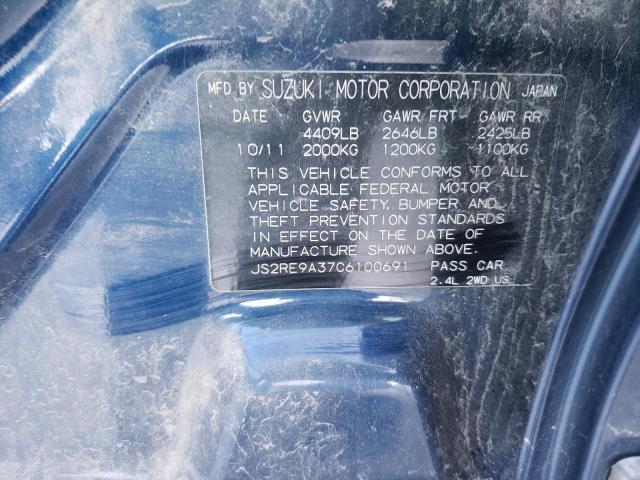 MFD BY SUZUKI MOTOR CORPORATION JAPAN
DATE GVWR GAWR FRT GAWR RR
4409LB 2646LB 2425LB
10/11 2000KG 1200KG 1100KG
THIS VEHICLE CONFORMS TO ALL
APPLICABLE FEDERAL MOTOR
VEHICLE SAFETY, BUMPER AND
THEFT PREVENTION STANDARDS
IN EFFECT ON THE DATE OF
MANUFACTURE SHOWN ABOVE.
JS2RE9A37C6100691 PASS CAR
2.4L 2WD US